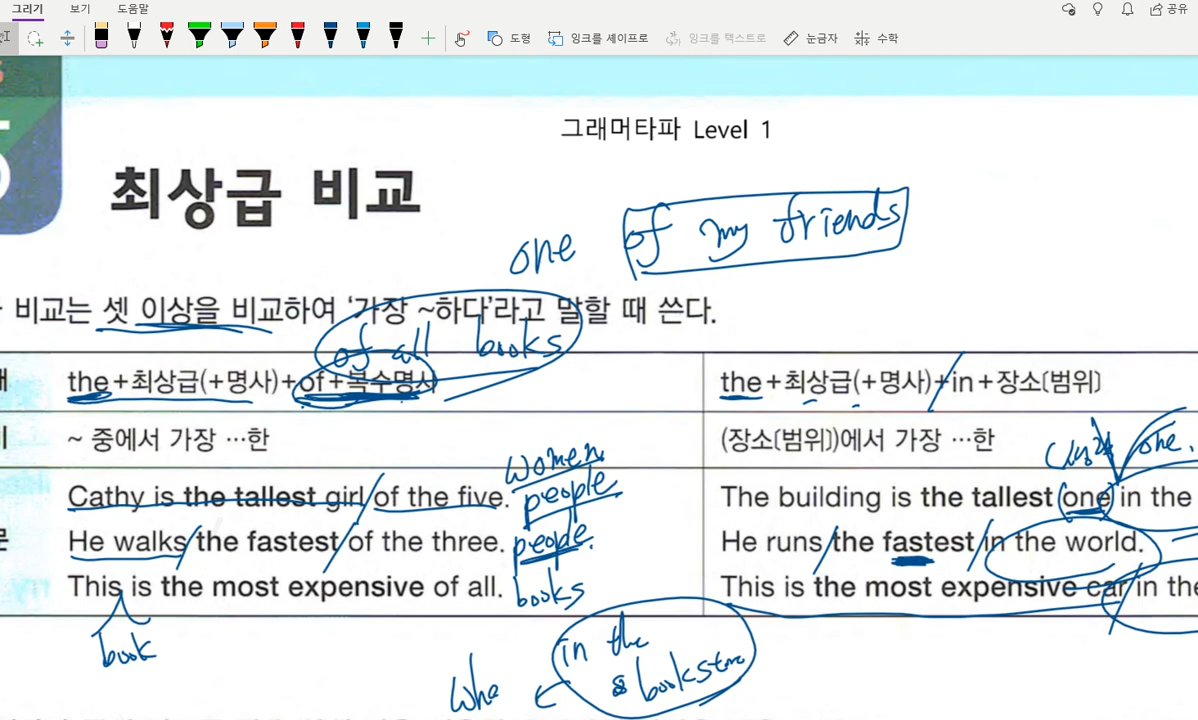 그리기 보기 도움말 공유
도형 잉크를 셰이프로 잉크를 텍스트로 눈금자 수학
그래머타파 Level 1
최상급 비교
one of my friends
비교는 셋 이상을 비교하여 '가장 ~하다'라고 말할 때 쓴다.
of all books
the+최상급(+명사)+of+복수명사
the+최상급(+명사)+in+장소〔범위〕
~ 중에서 가장 …한
(장소〔범위〕)에서 가장 …한
women
one.
Cathy is the tallest girl of the five. people
The building is the tallest one in the
He walks the fastest of the three. people.
He runs the fastest in the world.
This is the most expensive of all. books
This is the most expensive car in the
book
in the
bookstore